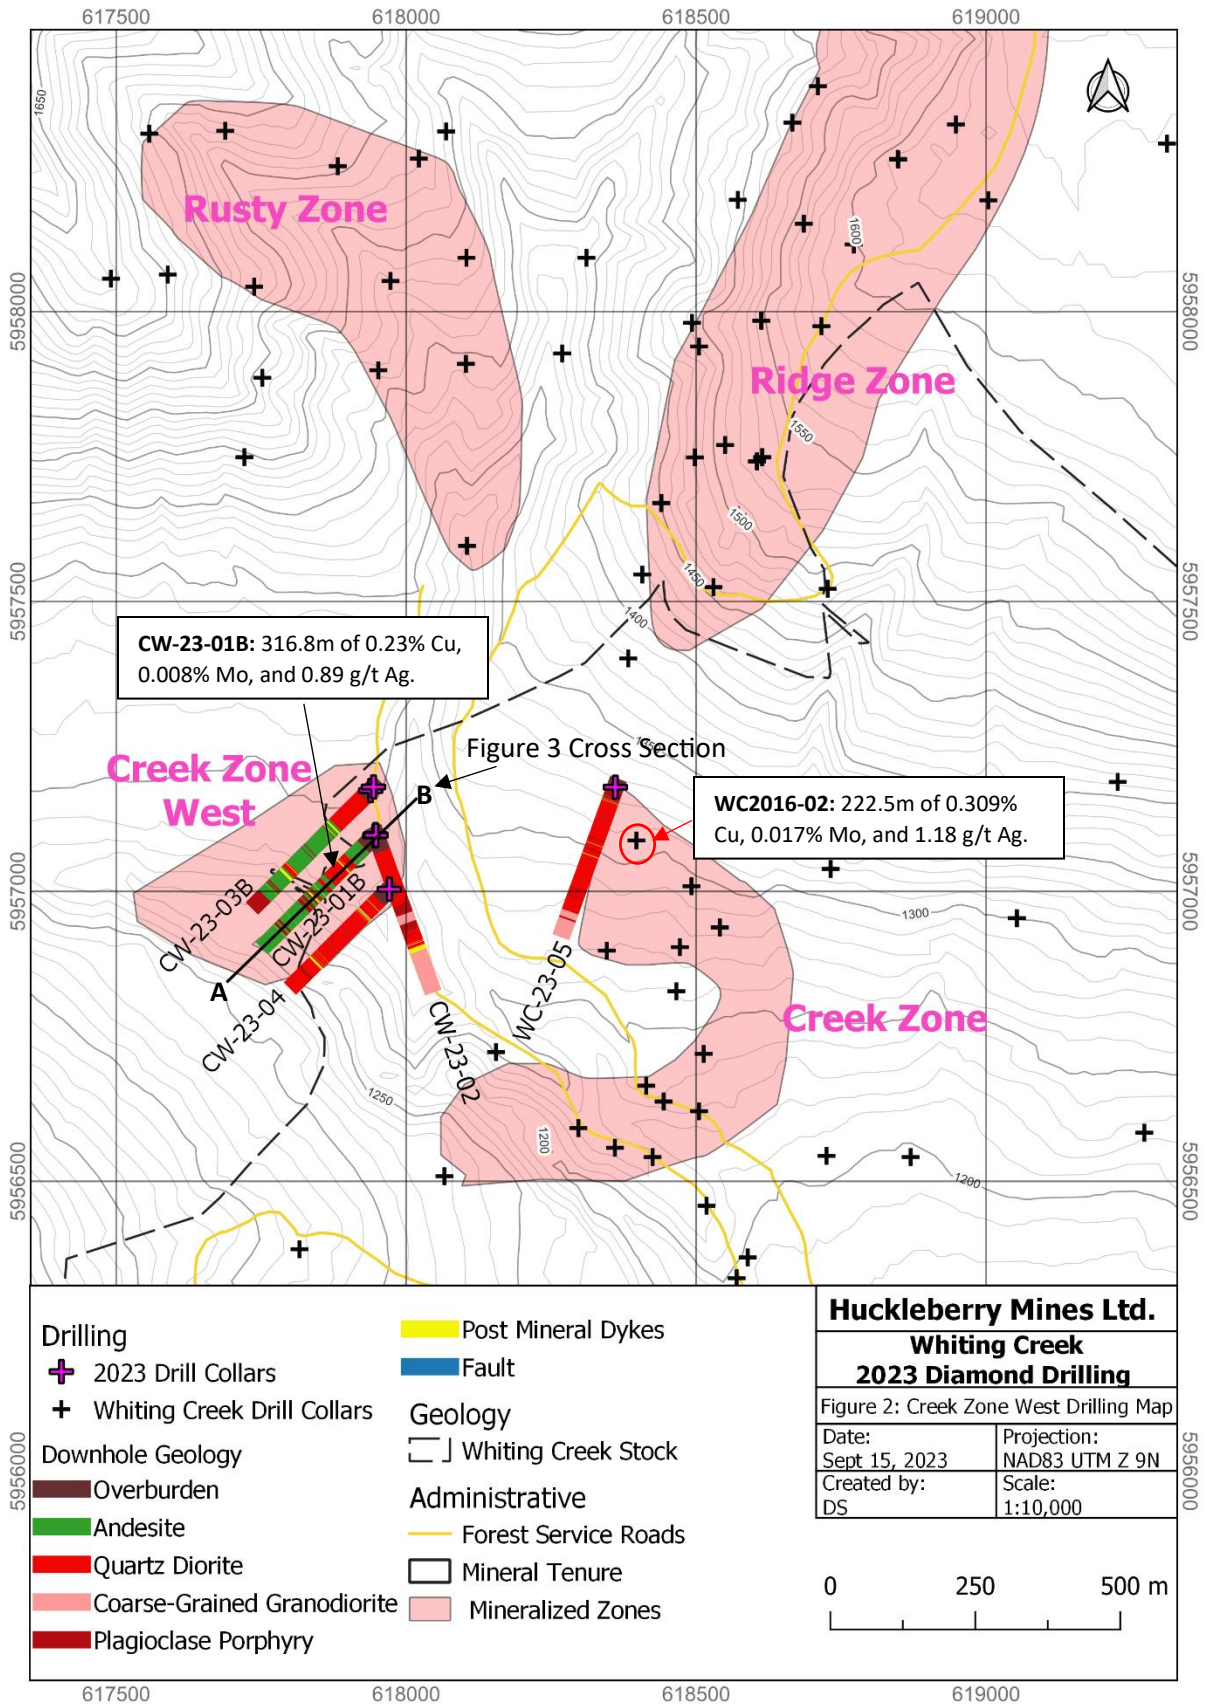 617500 618000 618500 619000
1650
Rusty Zone
1600
5958000 5958000
Ridge Zone
1550
1500
1450
5957500 5957500
1400
CW-23-01B: 316.8m of 0.23% Cu,
0.008% Mo, and 0.89 g/t Ag.
Figure 3 Cross Section
Creek Zone
West
B
WC2016-02: 222.5m of 0.309%
Cu, 0.017% Mo, and 1.18 g/t Ag.
5957000 5957000
CW-23-03B
CW-23-01B
1300
A
CW-23-04
WC-23-05
CW-23-02
Creek Zone
1250
1200
1200
5956500 5956500
Drilling
2023 Drill Collars
Whiting Creek Drill Collars
Downhole Geology
Overburden
Andesite
Quartz Diorite
Coarse-Grained Granodiorite
Plagioclase Porphyry
Post Mineral Dykes
Fault
Geology
Whiting Creek Stock
Administrative
Forest Service Roads
Mineral Tenure
Mineralized Zones
Huckleberry Mines Ltd.
Whiting Creek
2023 Diamond Drilling
Figure 2: Creek Zone West Drilling Map
Date:
Sept 15, 2023
Projection:
NAD83 UTM Z 9N
Created by:
DS
Scale:
1:10,000
0 250 500 m
5956000 5956000
617500 618000 618500 619000